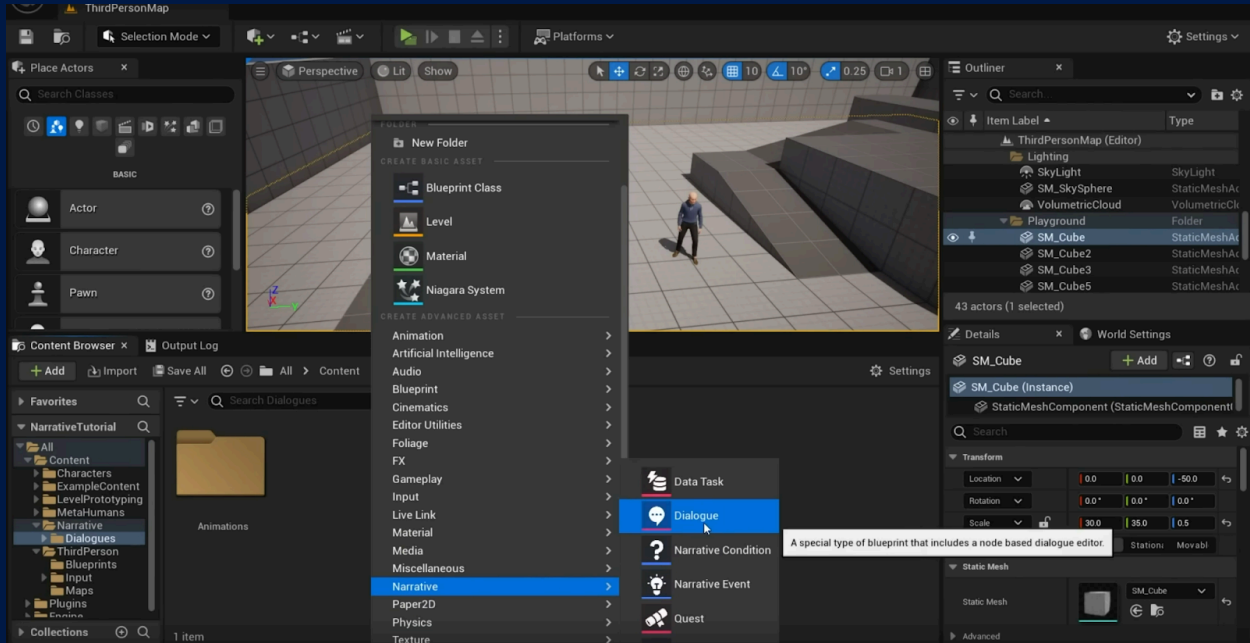 ThirdPersonMap
Selection Mode
Platforms
Settings
Place Actors
Search Classes
BASIC
Actor
Character
Pawn
Perspective
Lit
Show
10
10°
0.25
1
FOLDER
New Folder
CREATE BASIC ASSET
Blueprint Class
Level
Material
Niagara System
CREATE ADVANCED ASSET
Animation
Artificial Intelligence
Audio
Blueprint
Cinematics
Editor Utilities
Foliage
FX
Gameplay
Input
Live Link
Material
Media
Miscellaneous
Narrative
Paper2D
Physics
Texture
Data Task
Dialogue
Narrative Condition
Narrative Event
Quest
A special type of blueprint that includes a node based dialogue editor.
Outliner
Search...
Item Label
Type
ThirdPersonMap (Editor)
Lighting
SkyLight SkyLight
SM_SkySphere StaticMeshAc
VolumetricCloud VolumetricCl
Playground Folder
SM_Cube StaticMeshAc
SM_Cube2 StaticMeshAc
SM_Cube3 StaticMeshAc
SM_Cube5 StaticMeshAc
43 actors (1 selected)
Details
World Settings
SM_Cube
+ Add
SM_Cube (Instance)
StaticMeshComponent (StaticMeshComponent
Search
Transform
Location 0.0 0.0 -50.0
Rotation 0.0° 0.0° 0.0°
Scale 30.0 35.0 0.5
Station: Movabl
Static Mesh
Static Mesh
SM_Cube
Advanced
Content Browser
Output Log
+ Add
Import
Save All
All
Content
Settings
Favorites
NarrativeTutorial
All
Content
Characters
ExampleContent
LevelPrototyping
MetaHumans
Narrative
Dialogues
ThirdPerson
Blueprints
Input
Maps
Plugins
Engine
Collections
Search Dialogues
Animations
1 item